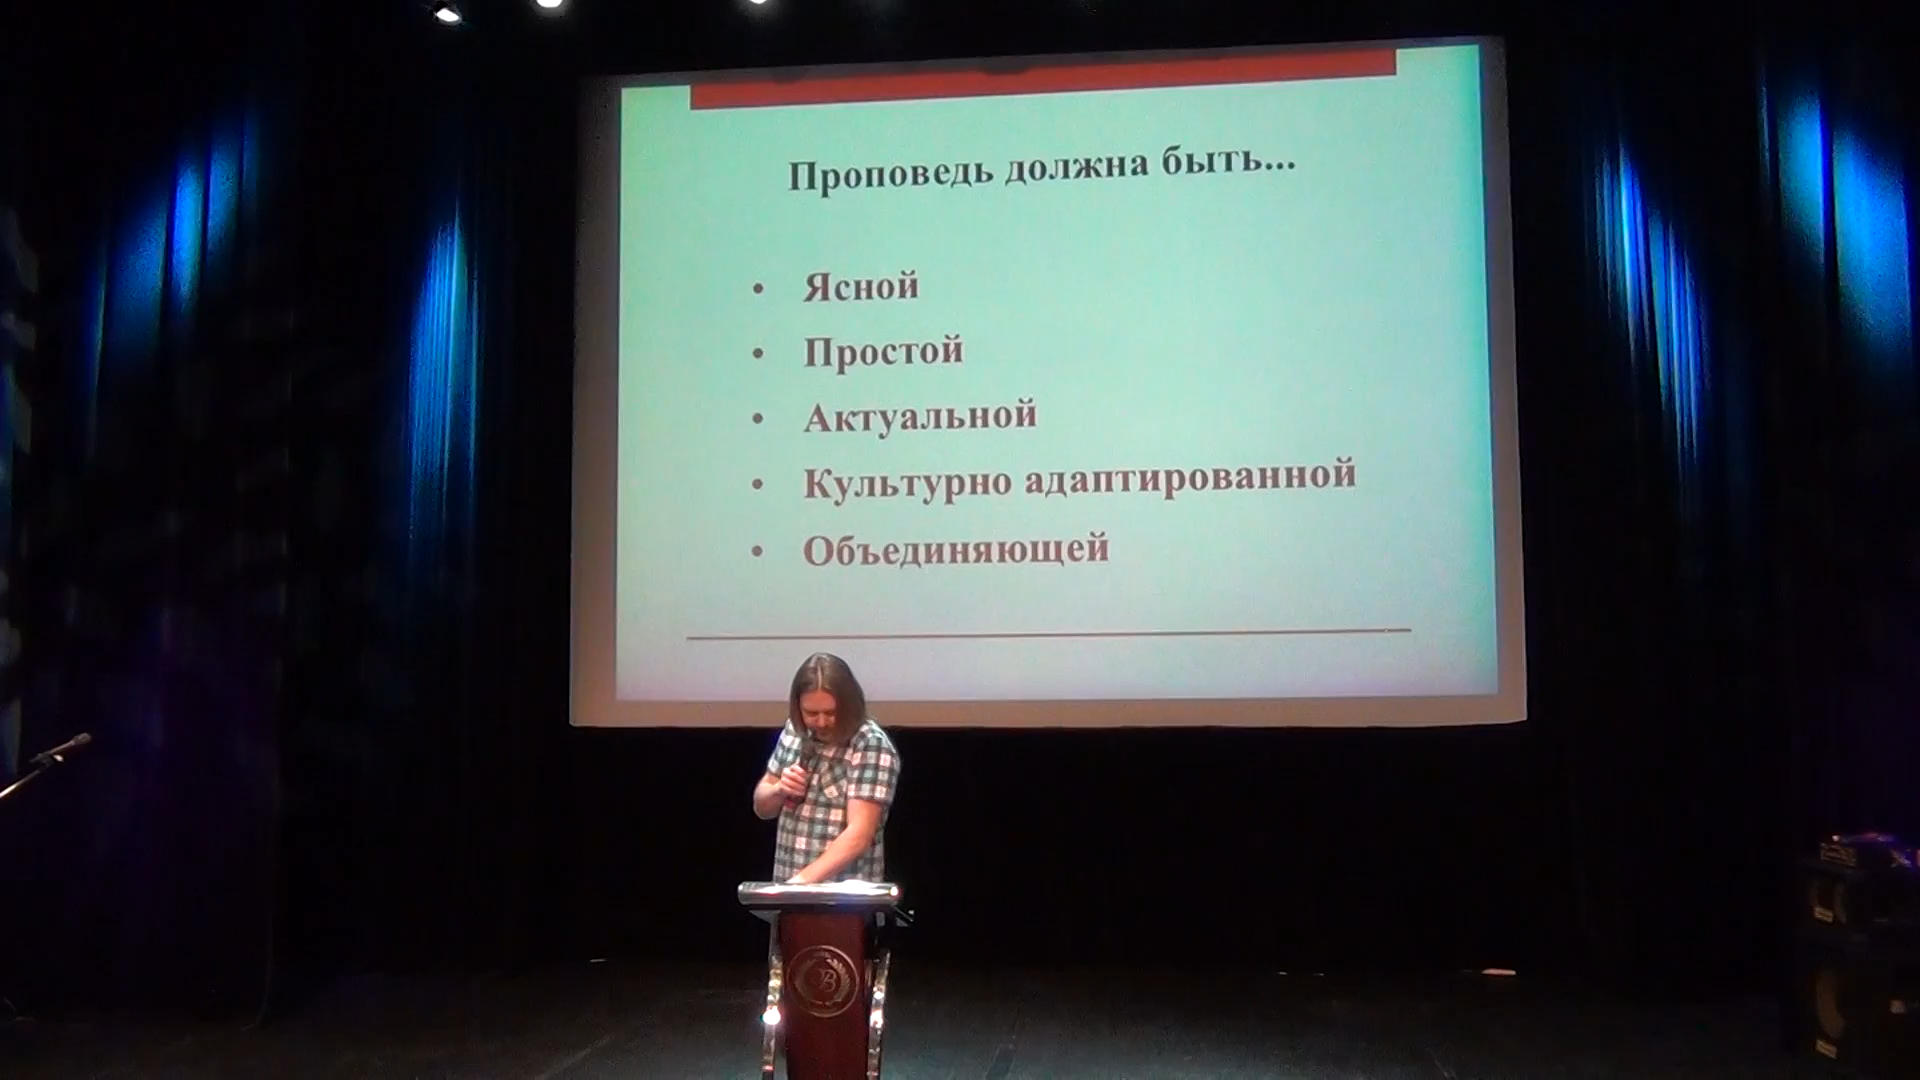 Проповедь должна быть...
• Ясной
• Простой
• Актуальной
• Культурно адаптированной
• Объединяющей